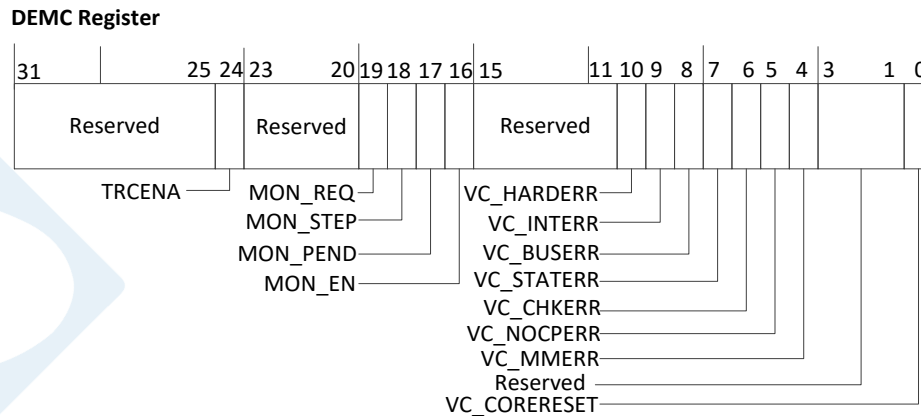 DEMC Register
31 25 24 23 20 19 18 17 16 15 11 10 9 8 7 6 5 4 3 1 0
Reserved Reserved Reserved
TRCENA MON_REQ VC_HARDERR
MON_STEP VC_INTERR
MON_PEND VC_BUSERR
MON_EN VC_STATERR
VC_CHKERR
VC_NOCPERR
VC_MMERR
Reserved
VC_CORERESET